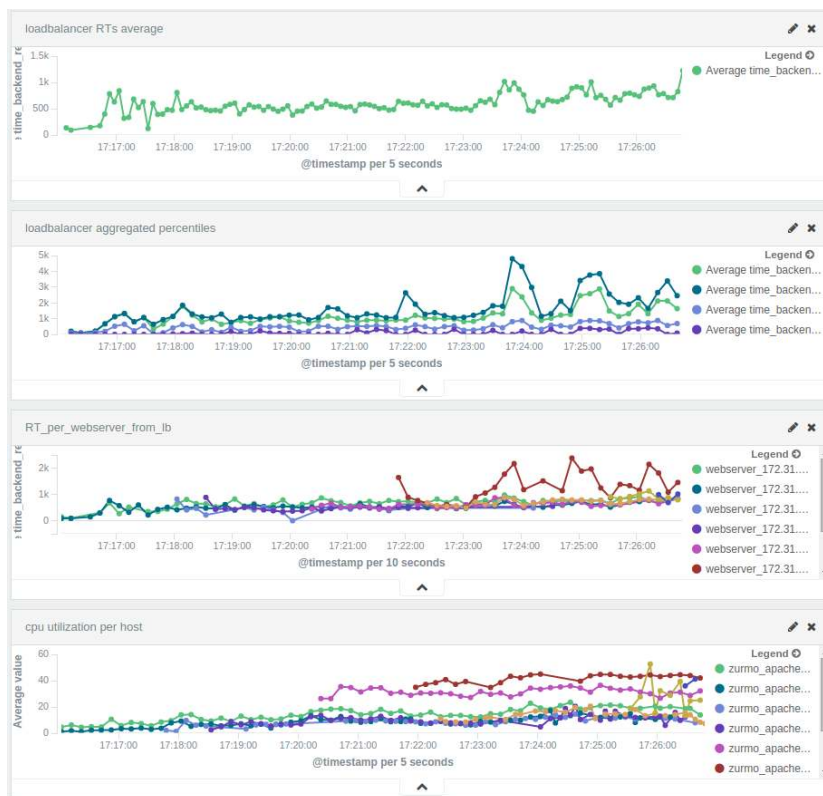 loadbalancer RTs average
time_backend_re
1.5k
1k
500
0
17:17:00 17:18:00 17:19:00 17:20:00 17:21:00 17:22:00 17:23:00 17:24:00 17:25:00 17:26:00
@timestamp per 5 seconds
Legend
Average time_backen...
loadbalancer aggregated percentiles
5k
4k
3k
2k
1k
0
17:17:00 17:18:00 17:19:00 17:20:00 17:21:00 17:22:00 17:23:00 17:24:00 17:25:00 17:26:00
@timestamp per 5 seconds
Legend
Average time_backen...
Average time_backen...
Average time_backen...
Average time_backen...
RT_per_webserver_from_lb
time_backend_re
2k
1k
0
17:17:00 17:18:00 17:19:00 17:20:00 17:21:00 17:22:00 17:23:00 17:24:00 17:25:00 17:26:00
@timestamp per 10 seconds
Legend
webserver_172.31....
webserver_172.31....
webserver_172.31....
webserver_172.31....
webserver_172.31....
webserver_172.31....
cpu utilization per host
Average value
60
40
20
0
17:17:00 17:18:00 17:19:00 17:20:00 17:21:00 17:22:00 17:23:00 17:24:00 17:25:00 17:26:00
@timestamp per 5 seconds
Legend
zurmo_apache...
zurmo_apache...
zurmo_apache...
zurmo_apache...
zurmo_apache...
zurmo_apache...